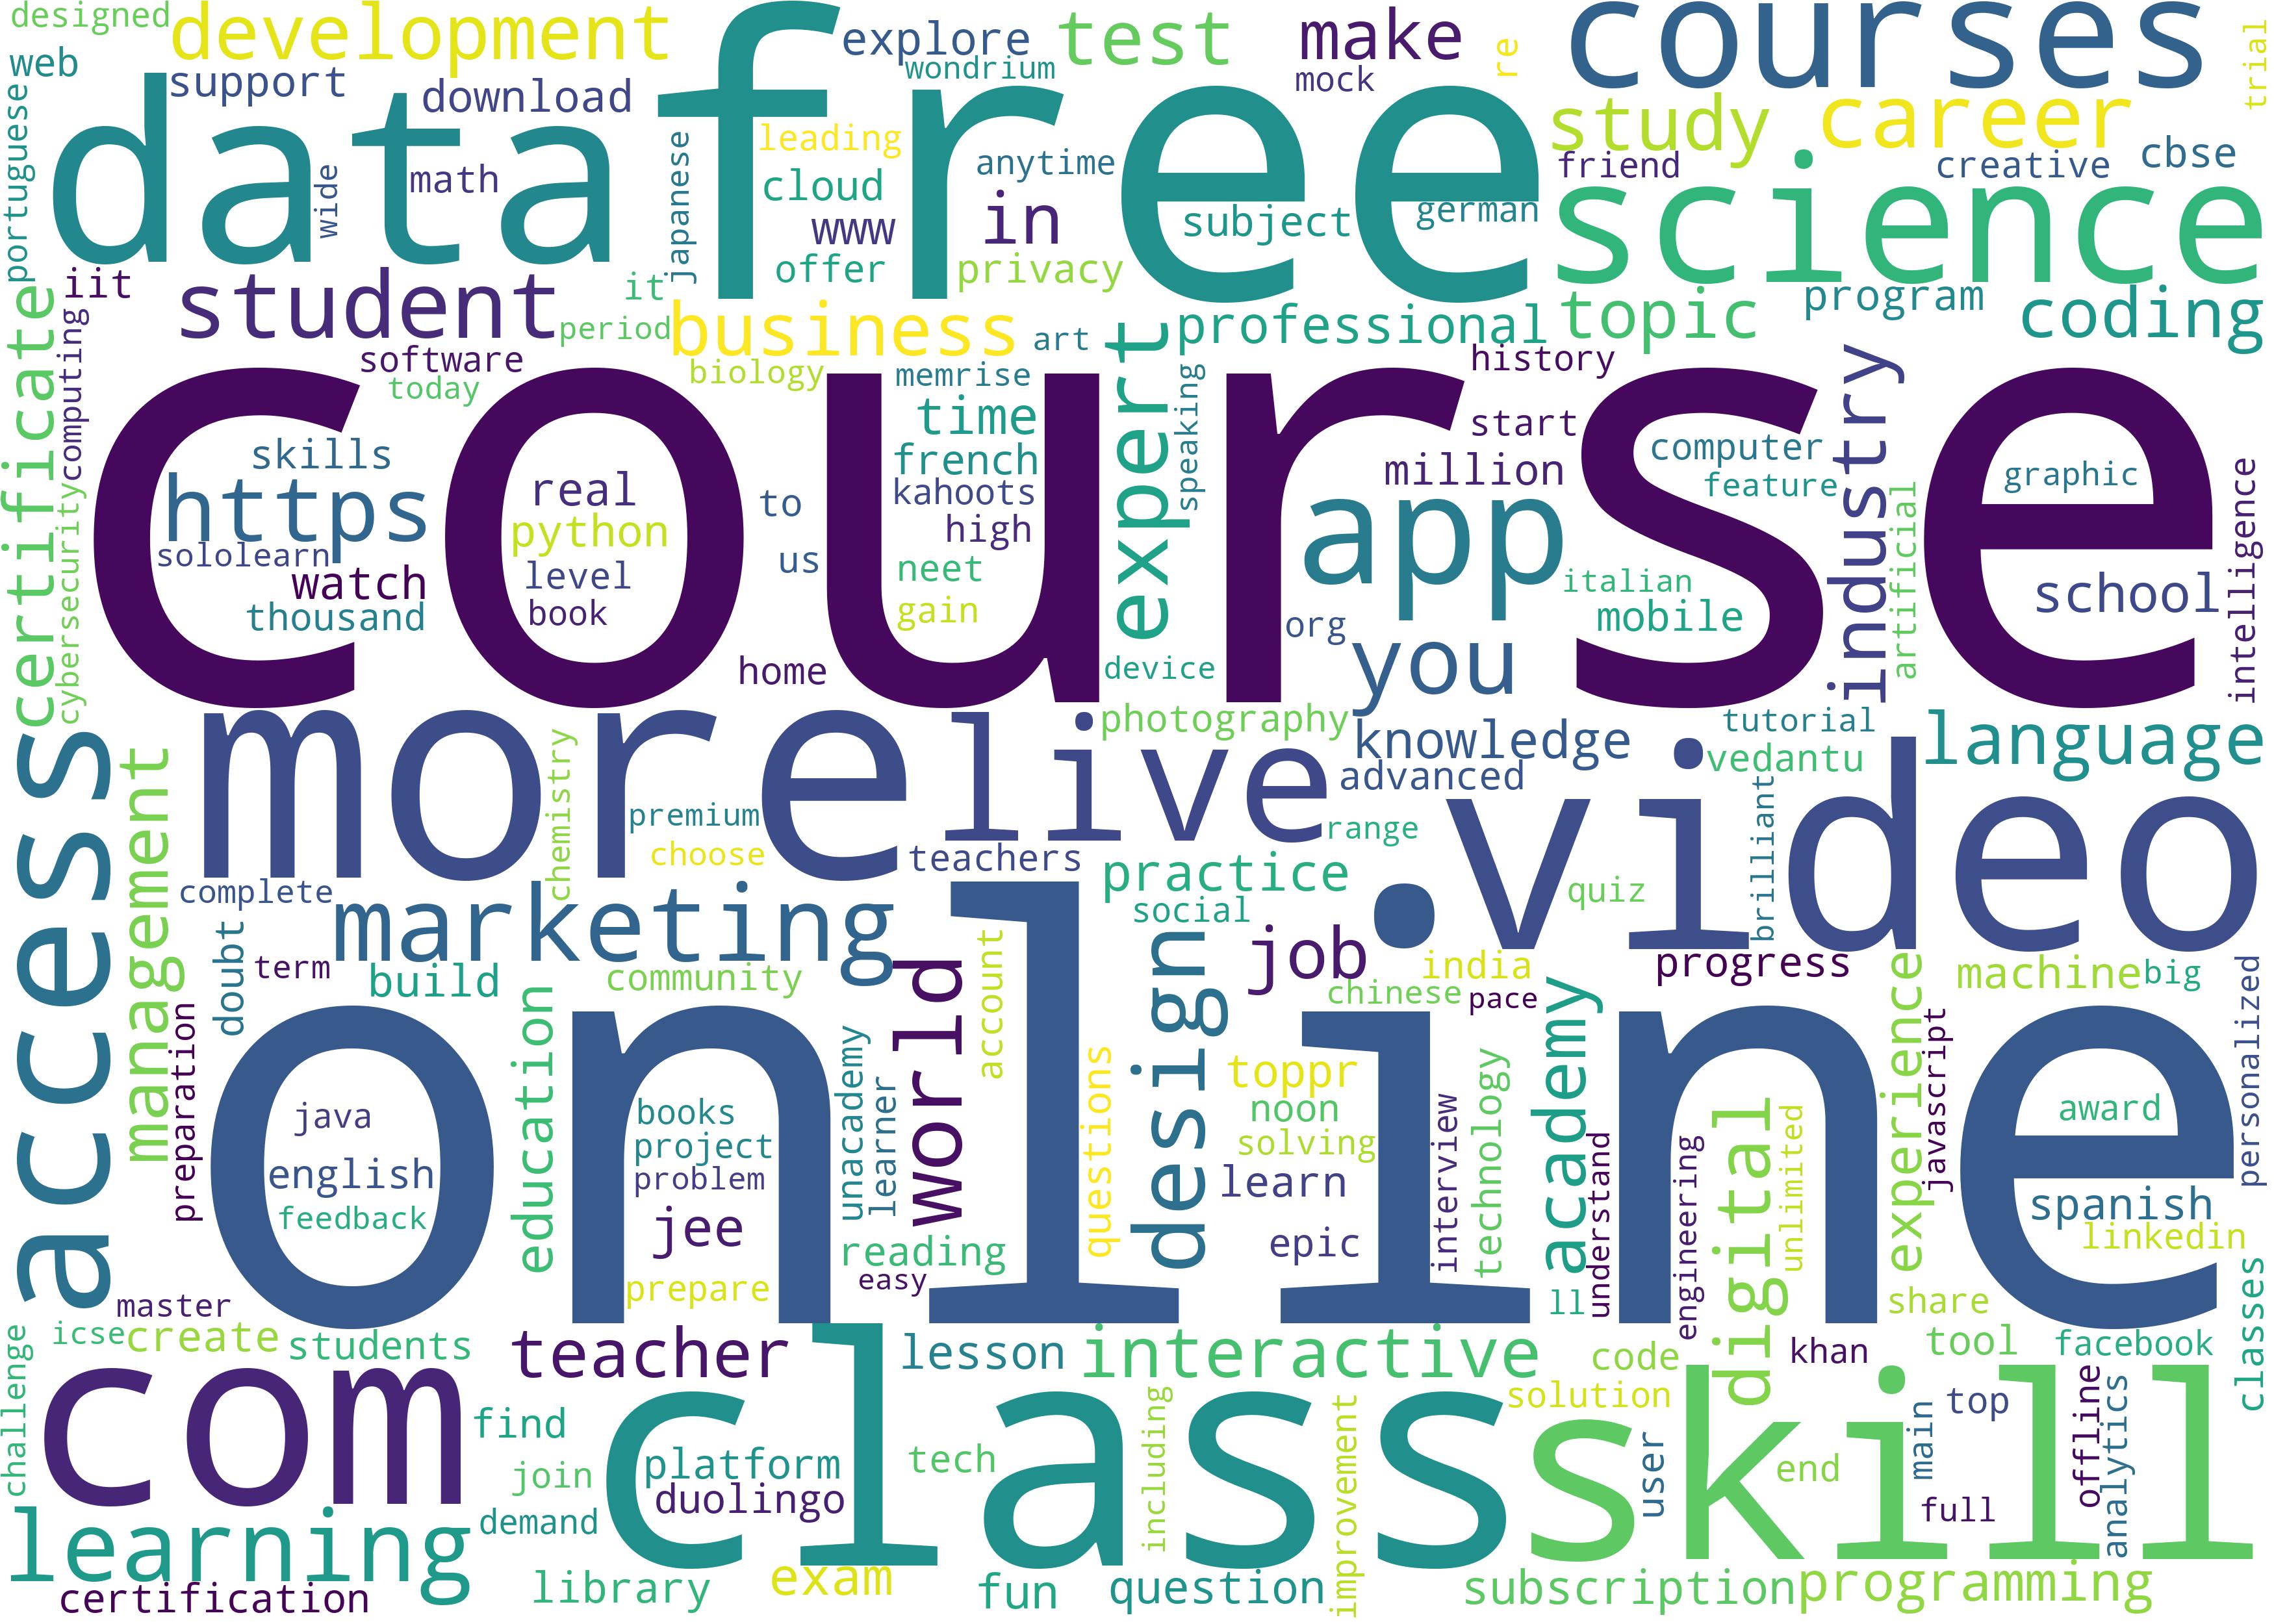 designed
development
explore
test
make
courses
web
support
download
wondrium
mock
re
trial
data
free
study
career
portuguese
wide
math
japanese
leading
cloud
www
offer
anytime
in
privacy
subject
german
friend
creative
cbse
science
iit
student
it
period
business
art
expert
professional
topic
program
coding
certificate
computing
software
today
biology
memrise
speaking
history
industry
course
skills
https
sololearn
watch
thousand
real
python
level
book
to
us
home
time
french
kahoots
high
neet
gain
device
start
million
app
org
you
italian
computer
feature
mobile
artificial
graphic
school
intelligence
cybersecurity
access
management
more
live
photography
knowledge
advanced
tutorial
vedantu
language
chemistry
premium
choose
teachers
range
practice
social
video
quiz
brilliant
complete
marketing
doubt
term
build
community
world
account
design
job
india
chinese
pace
progress
machine
big
personalized
preparation
online
java
english
feedback
education
books
project
problem
jee
prepare
unacademy
learner
reading
easy
questions
toppr
noon
solving
learn
epic
interview
technology
academy
ll
understand
engineering
digital
unlimited
experience
javascript
award
spanish
linkedin
share
classes
master
icse
create
students
challenge
teacher
lesson
interactive
code
solution
khan
tool
facebook
com
find
join
demand
class
platform
duolingo
tech
including
improvement
skill
user
end
main
top
full
offline
analytics
learning
certification
library
exam
fun
question
subscription
programming